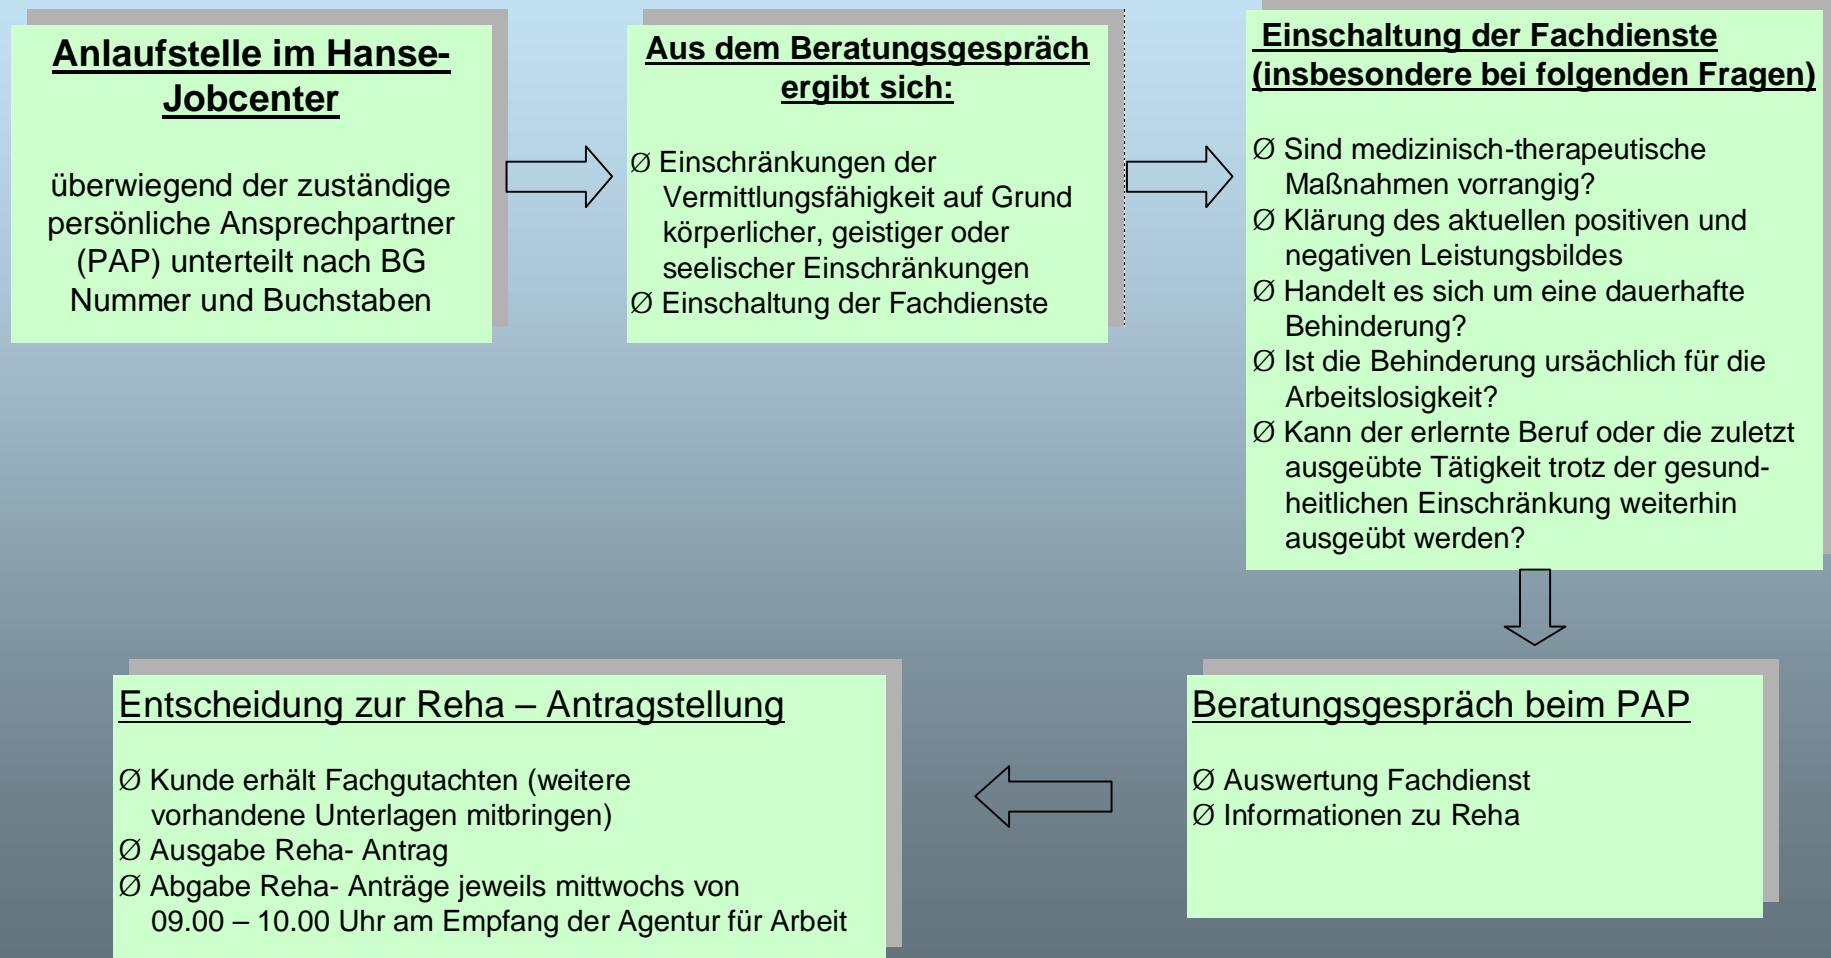 Anlaufstelle im Hanse-
Jobcenter
überwiegend der zuständige
persönliche Ansprechpartner
(PAP) unterteilt nach BG
Nummer und Buchstaben
Aus dem Beratungsgespräch
ergibt sich:
Ø Einschränkungen der
Vermittlungsfähigkeit auf Grund
körperlicher, geistiger oder
seelischer Einschränkungen
Ø Einschaltung der Fachdienste
Einschaltung der Fachdienste
(insbesondere bei folgenden Fragen)
Ø Sind medizinisch-therapeutische
Maßnahmen vorrangig?
Ø Klärung des aktuellen positiven und
negativen Leistungsbildes
Ø Handelt es sich um eine dauerhafte
Behinderung?
Ø Ist die Behinderung ursächlich für die
Arbeitslosigkeit?
Ø Kann der erlernte Beruf oder die zuletzt
ausgeübte Tätigkeit trotz der gesund-
heitlichen Einschränkung weiterhin
ausgeübt werden?
Beratungsgespräch beim PAP
Ø Auswertung Fachdienst
Ø Informationen zu Reha
Entscheidung zur Reha – Antragstellung
Ø Kunde erhält Fachgutachten (weitere
vorhandene Unterlagen mitbringen)
Ø Ausgabe Reha- Antrag
Ø Abgabe Reha- Anträge jeweils mittwochs von
09.00 – 10.00 Uhr am Empfang der Agentur für Arbeit